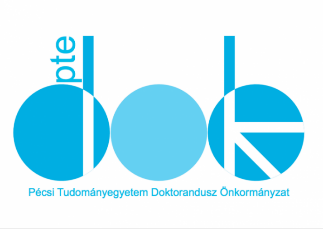 pte
dok
Pécsi Tudományegyetem Doktorandusz Önkormányzat